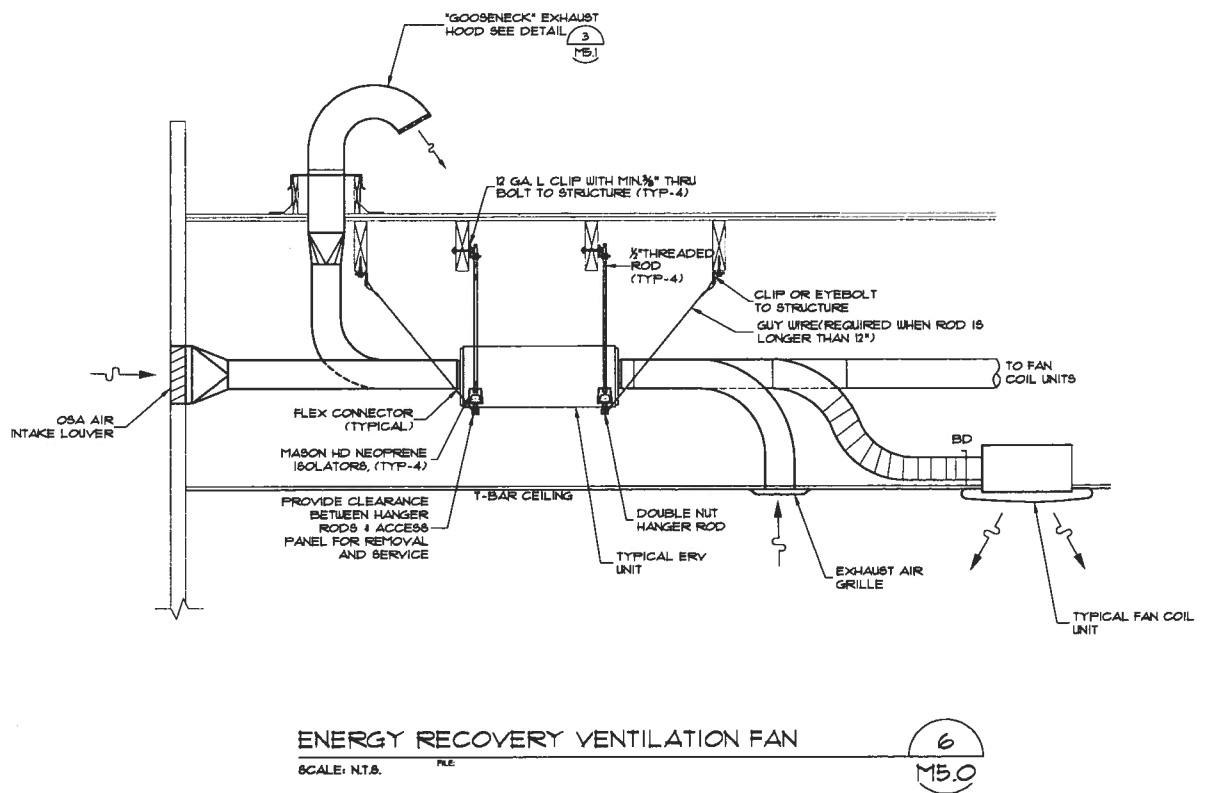 "GOOSENECK" EXHAUST
HOOD SEE DETAIL
3
M5.1
12 GA. L CLIP WITH MIN.⅜" THRU
BOLT TO STRUCTURE (TYP-4)
½"THREADED
ROD
(TYP-4)
CLIP OR EYEBOLT
TO STRUCTURE
GUY WIRE(REQUIRED WHEN ROD IS
LONGER THAN 12")
TO FAN
COIL UNITS
OSA AIR
INTAKE LOUVER
FLEX CONNECTOR
(TYPICAL)
MASON HD NEOPRENE
ISOLATORS, (TYP-4)
BD
T-BAR CEILING
PROVIDE CLEARANCE
BETWEEN HANGER
RODS & ACCESS
PANEL FOR REMOVAL
AND SERVICE
DOUBLE NUT
HANGER ROD
TYPICAL ERV
UNIT
EXHAUST AIR
GRILLE
TYPICAL FAN COIL
UNIT
ENERGY RECOVERY VENTILATION FAN
SCALE: N.T.S.
FILE:
6
M5.0